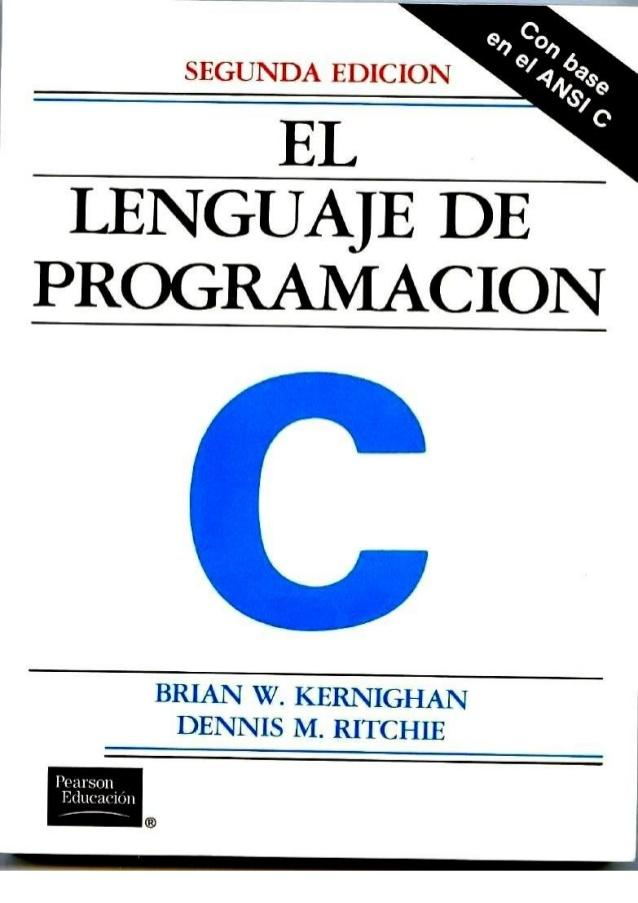 Con base
en el ANSI C
SEGUNDA EDICION
EL
LENGUAJE DE
PROGRAMACION
C
BRIAN W. KERNIGHAN
DENNIS M. RITCHIE
Pearson
Educación
®